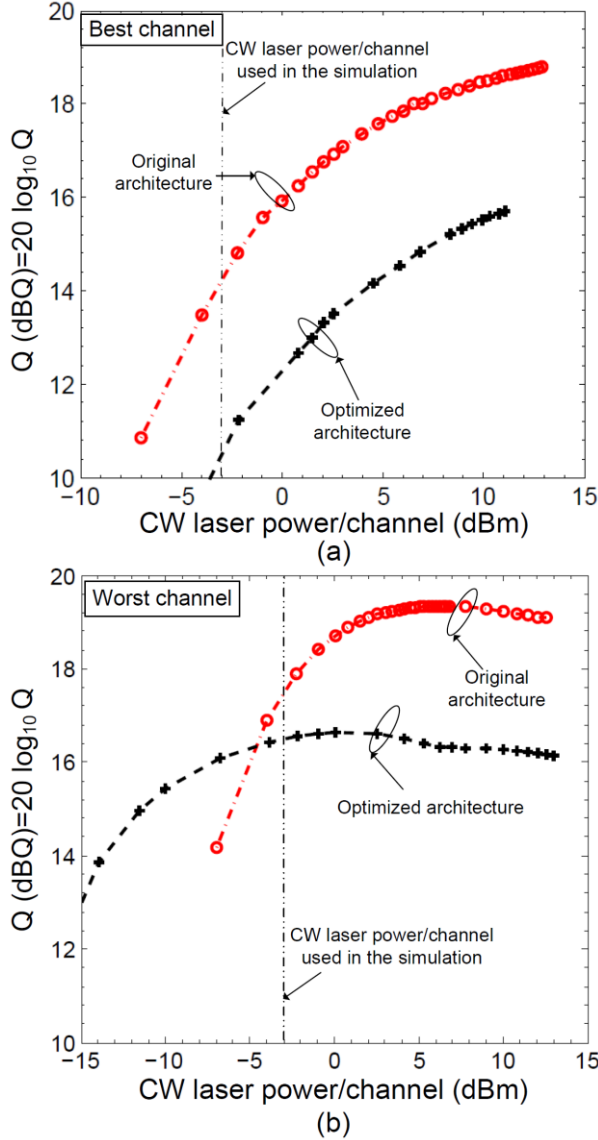 20
Best channel
CW laser power/channel
used in the simulation
18
Original
architecture
16
14
Optimized
architecture
12
10
−10 −5 0 5 10 15
CW laser power/channel (dBm)
Q (dBQ)=20 log10 Q
(a)
20
Worst channel
18
Original
architecture
16
Optimized architecture
14
12
CW laser power/channel
used in the simulation
10
−15 −10 −5 0 5 10 15
CW laser power/channel (dBm)
Q (dBQ)=20 log10 Q
(b)